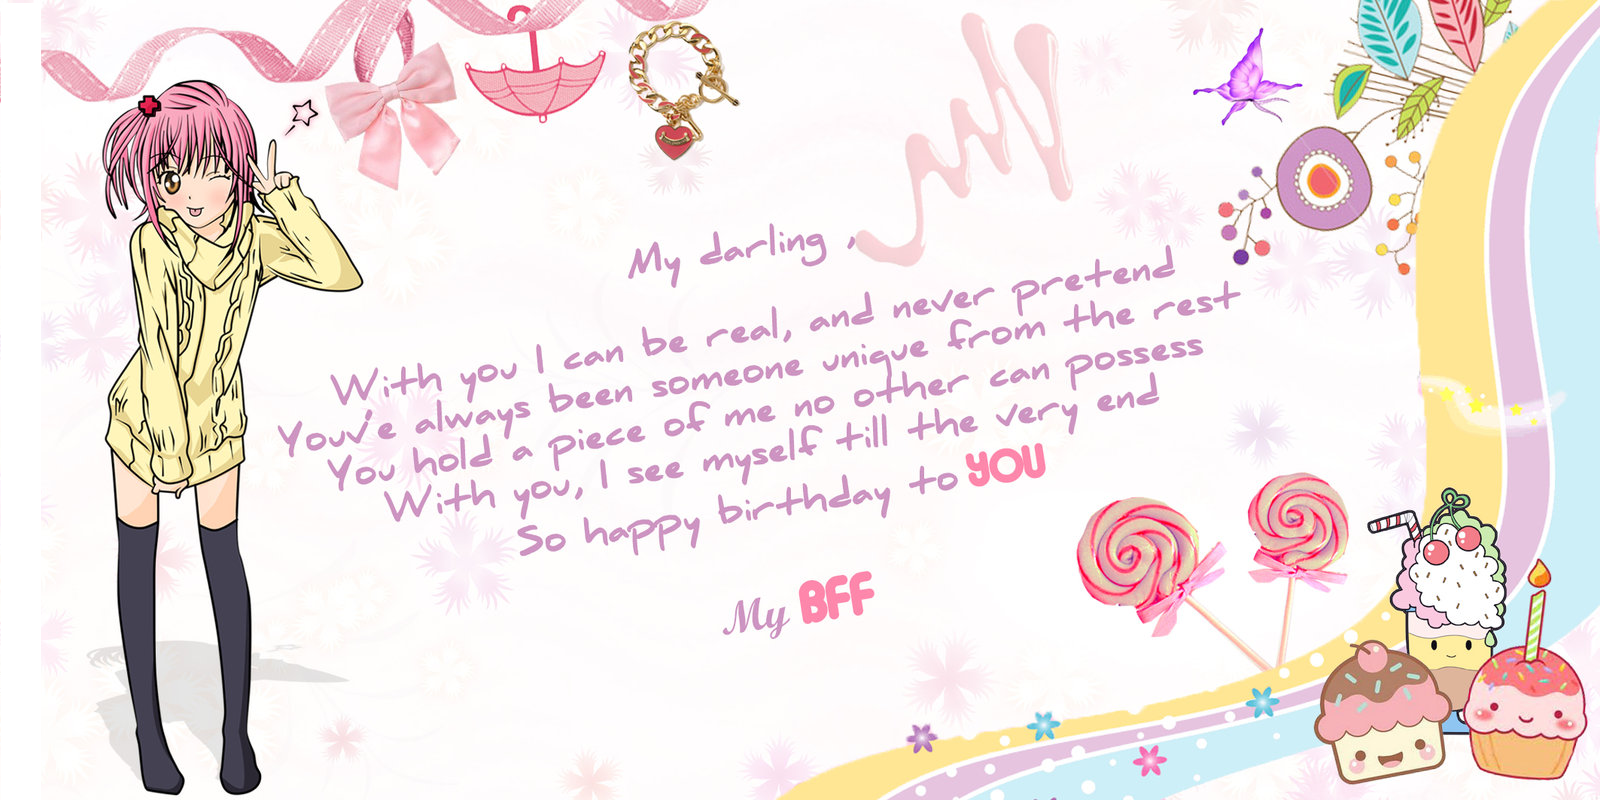 My darling ,
With you I can be real, and never pretend
Youv'e always been someone unique from the rest
You hold a piece of me no other can possess
With you, I see myself till the very end
So happy birthday to YOU
My BFF